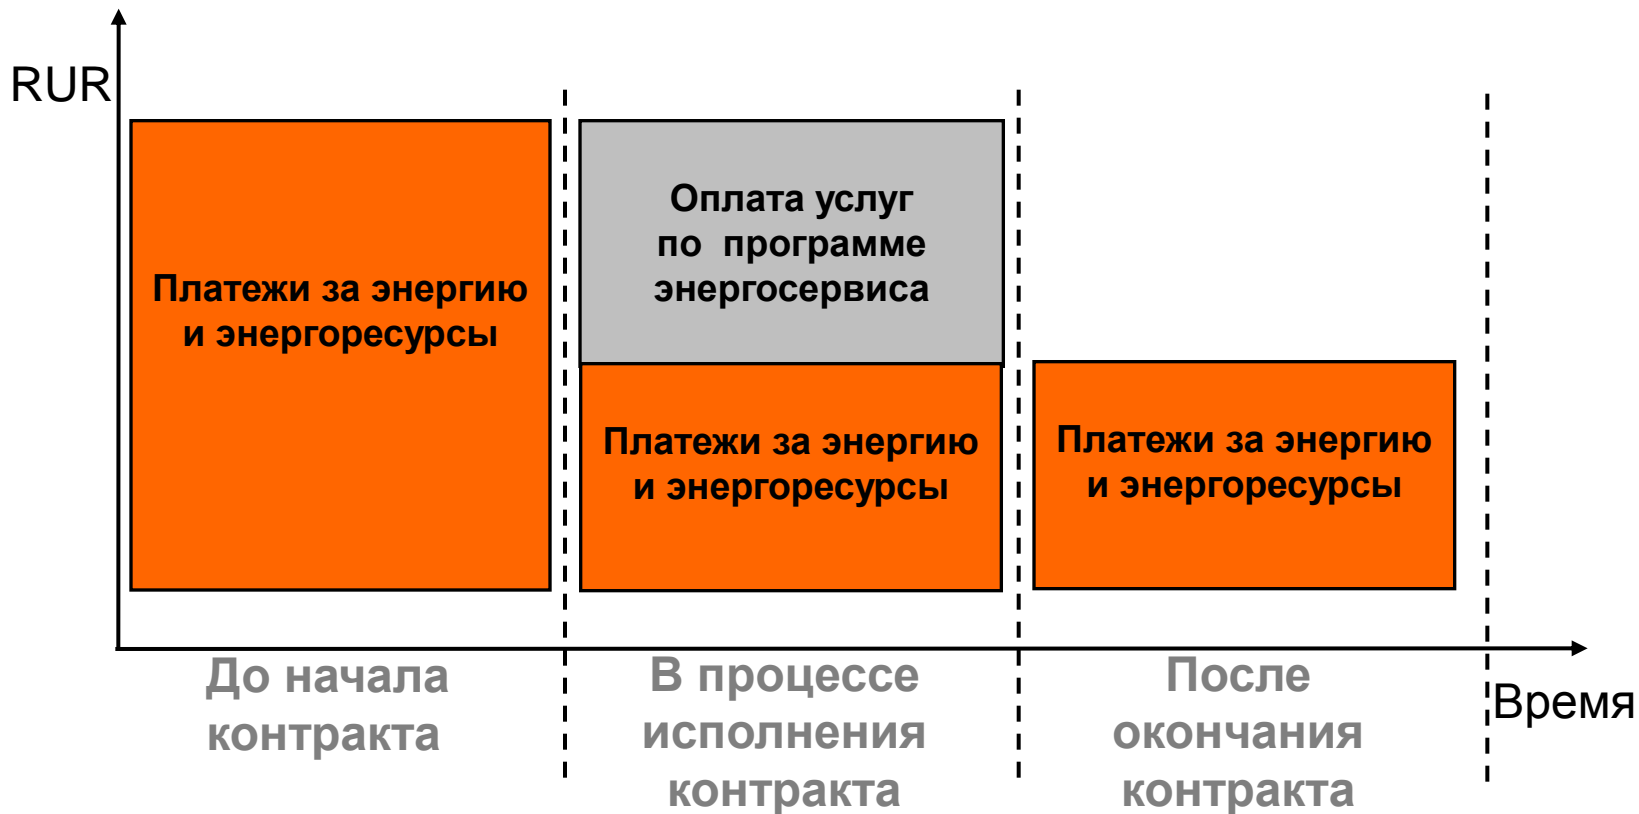 RUR
Платежи за энергию
и энергоресурсы
Оплата услуг
по программе
энергосервиса
Платежи за энергию
и энергоресурсы
Платежи за энергию
и энергоресурсы
До начала
контракта
В процессе
исполнения
контракта
После
окончания
контракта
Время